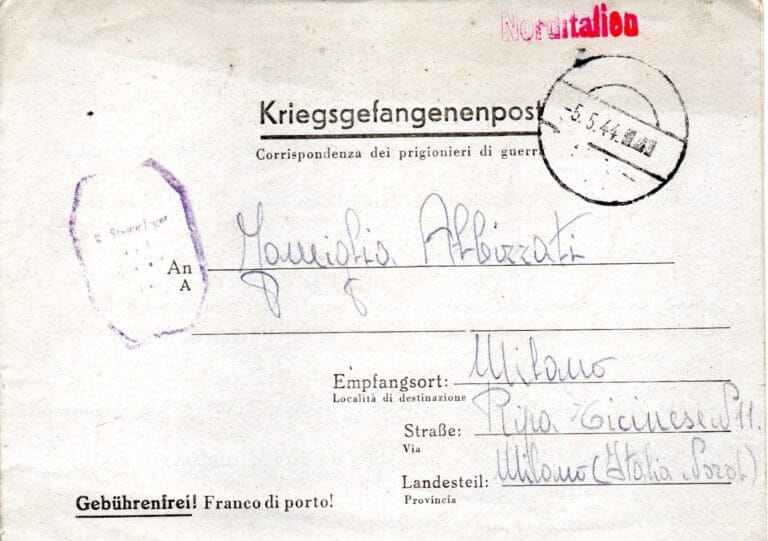 Norditalien
Kriegsgefangenenpost
-5.5.44
Corrispondenza dei prigionieri di guerr
An Famiglia Albizzati
A
Empfangsort: Milano
Località di destinazione
Straße: Ripa Ticinese N 11.
Via
Landesteil: Milano (Italia Nord)
Provincia
Gebührenfrei! Franco di porto!